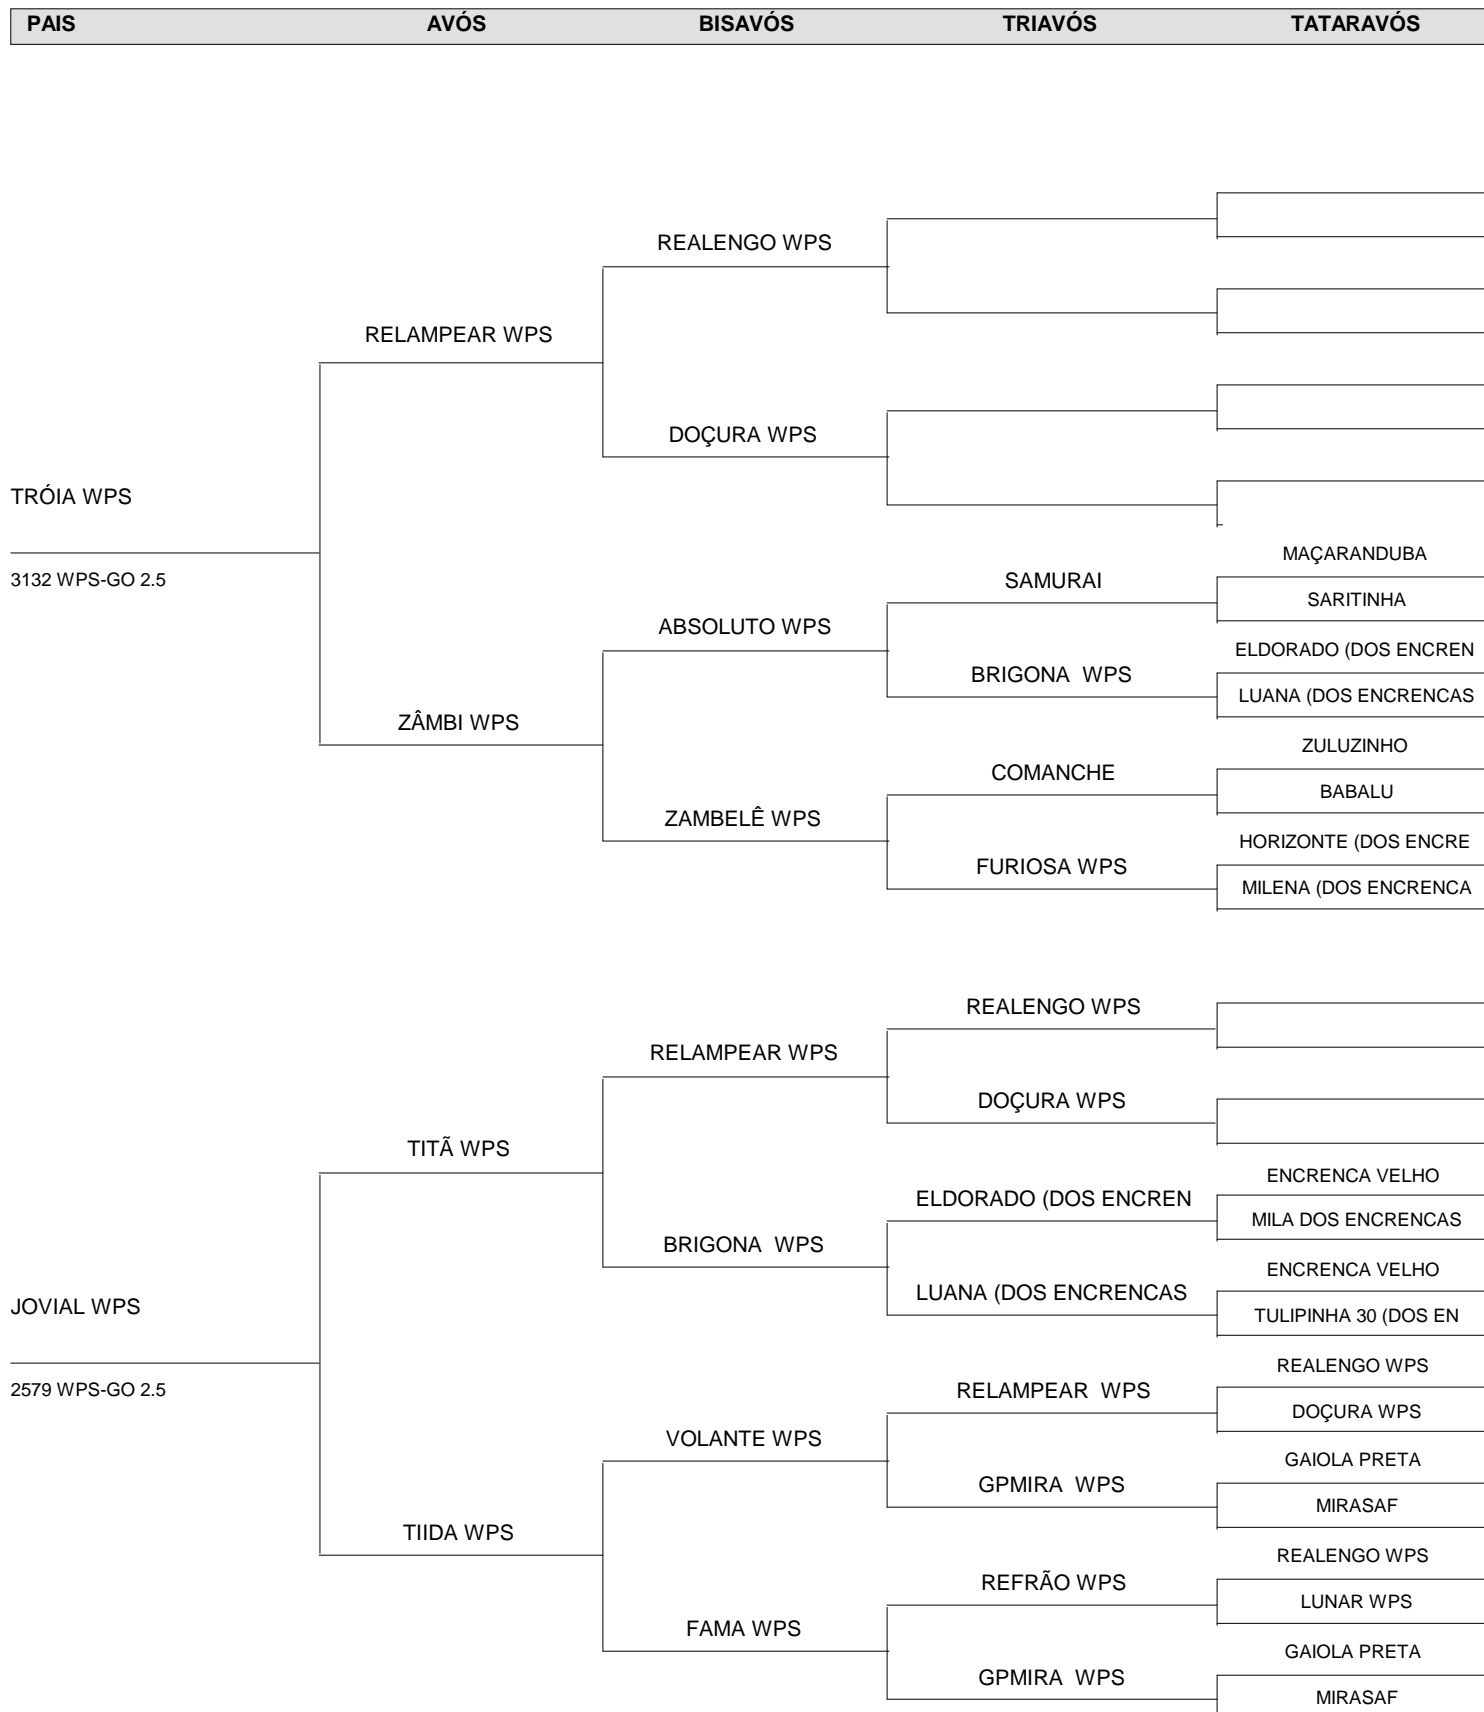 PAIS AVÓS BISAVÓS TRIAVÓS TATARAVÓS
REALENGO WPS
RELAMPEAR WPS
DOÇURA WPS
TRÓIA WPS
MAÇARANDUBA
3132 WPS-GO 2.5
SAMURAI
SARITINHA
ABSOLUTO WPS
ELDORADO (DOS ENCREN
BRIGONA WPS
LUANA (DOS ENCRENCAS
ZÂMBI WPS
ZULUZINHO
COMANCHE
BABALU
ZAMBELÊ WPS
HORIZONTE (DOS ENCRE
FURIOSA WPS
MILENA (DOS ENCRENCA
REALENGO WPS
RELAMPEAR WPS
DOÇURA WPS
TITÃ WPS
ENCRENCA VELHO
ELDORADO (DOS ENCREN
MILA DOS ENCRENCAS
BRIGONA WPS
ENCRENCA VELHO
LUANA (DOS ENCRENCAS
JOVIAL WPS
TULIPINHA 30 (DOS EN
REALENGO WPS
2579 WPS-GO 2.5
RELAMPEAR WPS
DOÇURA WPS
VOLANTE WPS
GAIOLA PRETA
GPMIRA WPS
MIRASAF
TIIDA WPS
REALENGO WPS
REFRÃO WPS
LUNAR WPS
FAMA WPS
GAIOLA PRETA
GPMIRA WPS
MIRASAF